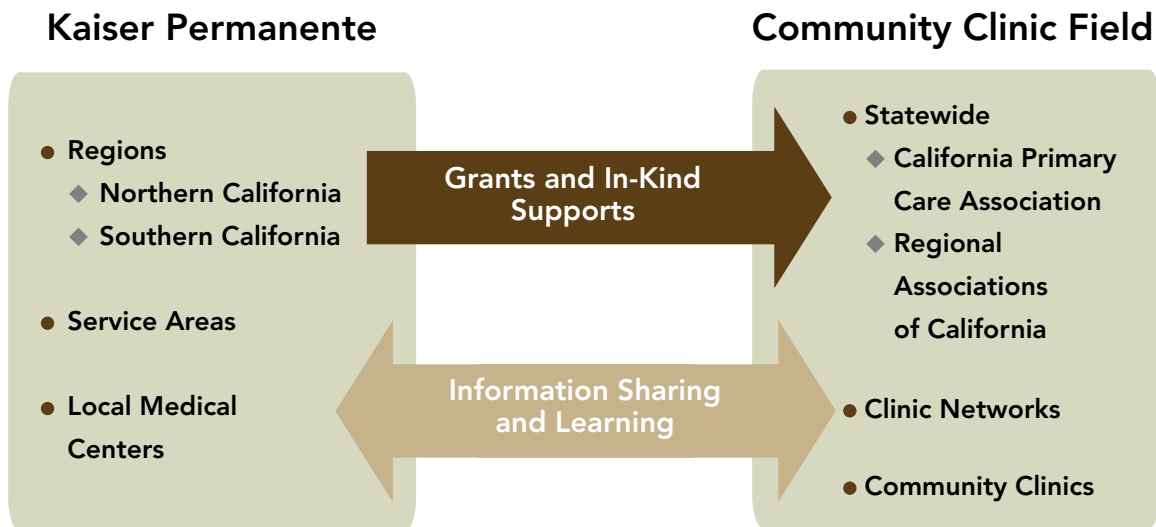 Kaiser Permanente
Regions
Northern California
Southern California
Service Areas
Local Medical
Centers
Grants and In-Kind
Supports
Information Sharing
and Learning
Community Clinic Field
Statewide
California Primary
Care Association
Regional
Associations
of California
Clinic Networks
Community Clinics